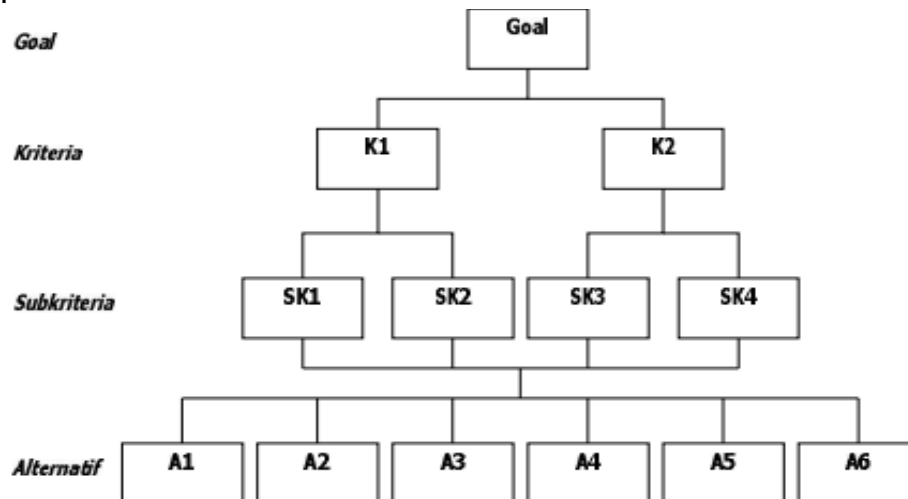 Goal
Goal
Kriteria
K1
K2
Subkriteria
SK1
SK2
SK3
SK4
Alternatif
A1
A2
A3
A4
A5
A6